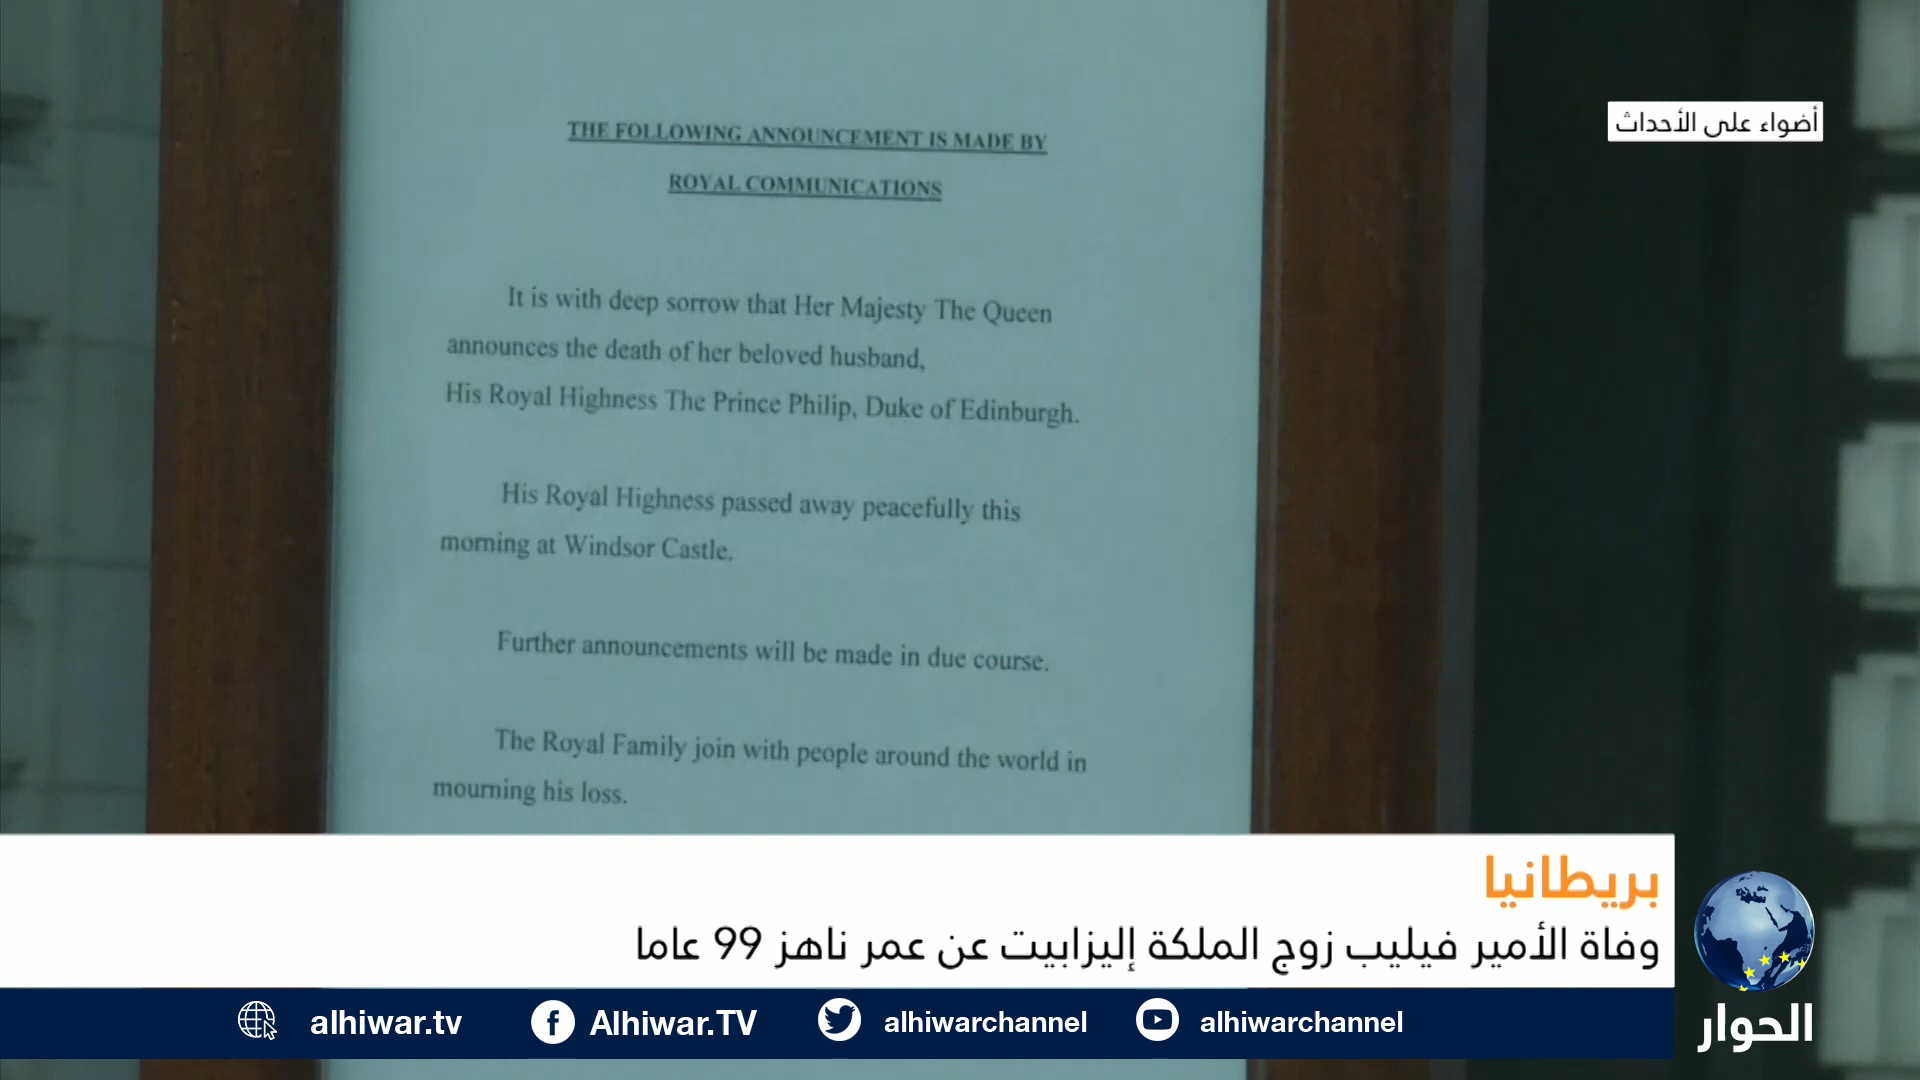 THE FOLLOWING ANNOUNCEMENT IS MADE BY
ROYAL COMMUNICATIONS
أضواء على الأحداث
It is with deep sorrow that Her Majesty The Queen
announces the death of her beloved husband,
His Royal Highness The Prince Philip, Duke of Edinburgh.
His Royal Highness passed away peacefully this
morning at Windsor Castle.
Further announcements will be made in due course.
The Royal Family join with people around the world in
mourning his loss.
بريطانيا
وفاة الأمير فيليب زوج الملكة إليزابيت عن عمر ناهز 99 عاما
alhiwar.tv Alhiwar.TV alhiwarchannel alhiwarchannel
الحوار